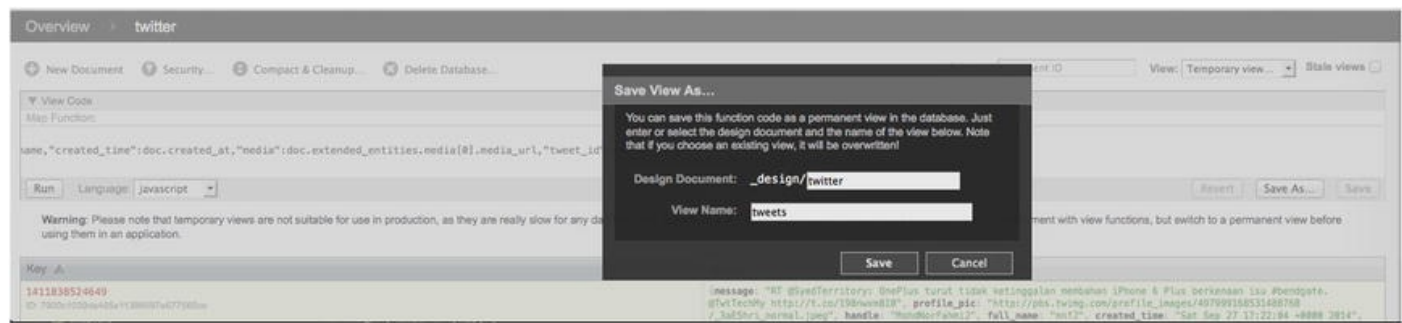 Overview twitter
New Document Security... Compact & Cleanup... Delete Database...
View: Temporary view... Stale views
View Code
Map Function:
"created_time":doc.created_at,"media":doc.extended_entities.media[0].media_url,"tweet_id"
Run Language: Javascript
Revert Save As... Save
Warning: Please note that temporary views are not suitable for use in production, as they are really slow for any
with view functions, but switch to a permanent view before
using them in an application.
Save View As...
You can save this function code as a permanent view in the database. Just
enter or select the design document and the name of the view below. Note
that if you choose an existing view, it will be overwritten!
Design Document: _design/twitter
View Name: tweets
Save Cancel
Key
1411838524649
message: "RT @SyedTerritory: OnePlus turut tidak ketinggalan membahan iPhone 6 Plus berkenaan isu #bendgate.
profile_pic:
handle: full_name: created_time: "Sat Sep 27 17:22:04 +0000 2014",